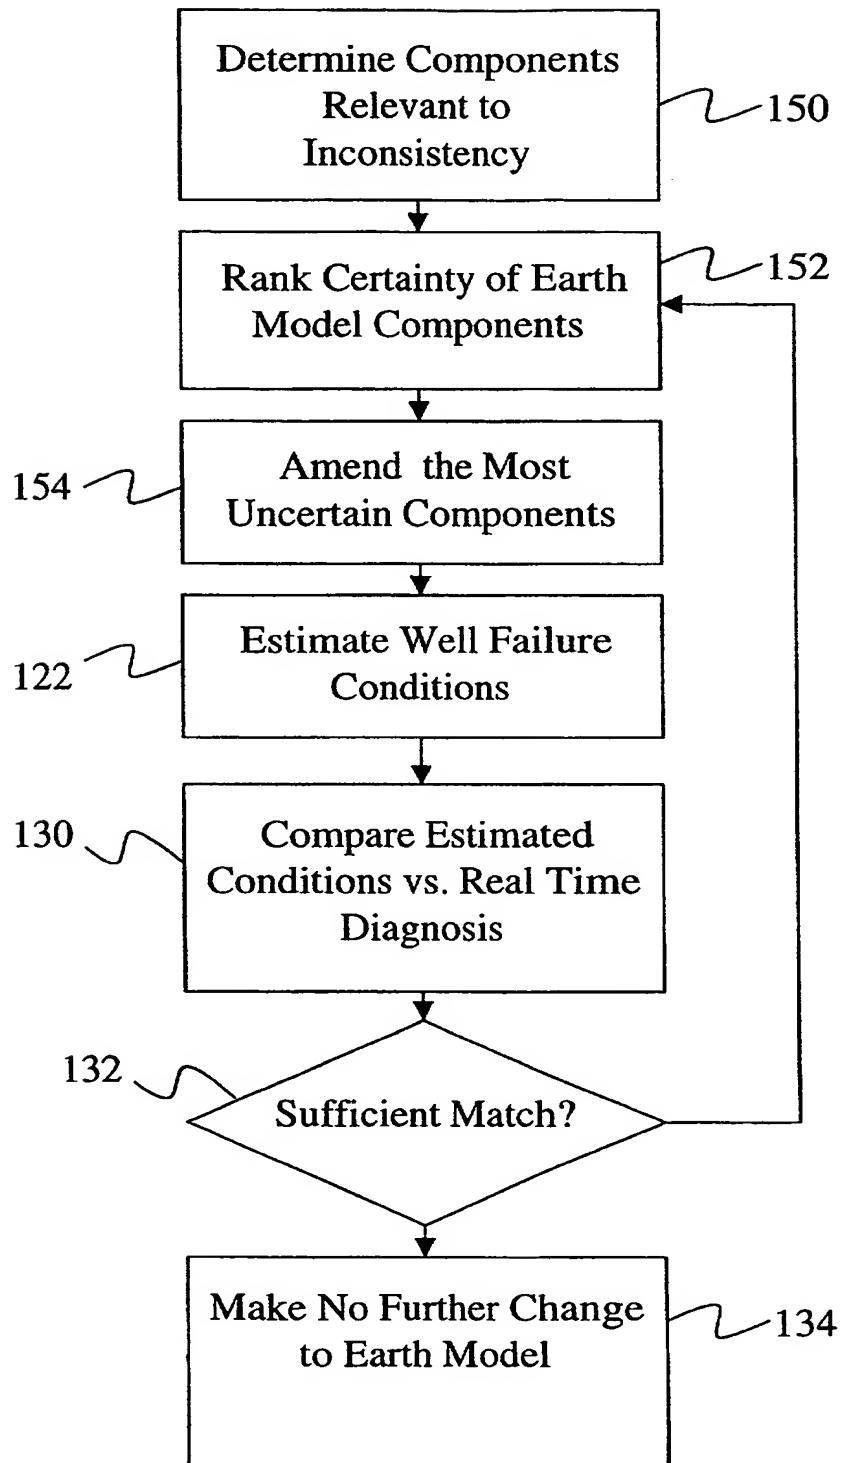 Determine Components
Relevant to
Inconsistency
150
Rank Certainty of Earth
Model Components
152
Amend the Most
Uncertain Components
154
Estimate Well Failure
Conditions
122
Compare Estimated
Conditions vs. Real Time
Diagnosis
130
Sufficient Match?
132
Make No Further Change
to Earth Model
134